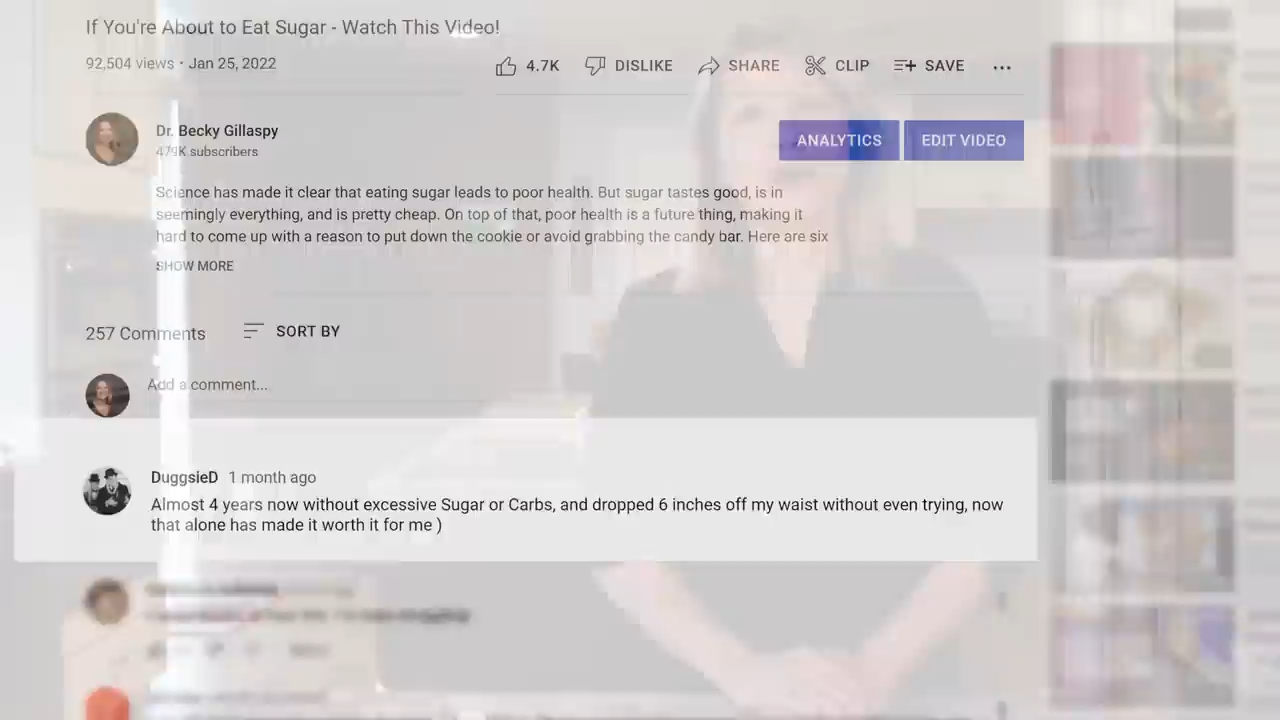 If You're About to Eat Sugar - Watch This Video!
92,504 views · Jan 25, 2022
4.7K DISLIKE SHARE CLIP SAVE ...
Dr. Becky Gillaspy
479K subscribers
ANALYTICS EDIT VIDEO
Science has made it clear that eating sugar leads to poor health. But sugar tastes good, is in
seemingly everything, and is pretty cheap. On top of that, poor health is a future thing, making it
hard to come up with a reason to put down the cookie or avoid grabbing the candy bar. Here are six
SHOW MORE
257 Comments SORT BY
Add a comment...
DuggsieD 1 month ago
Almost 4 years now without excessive Sugar or Carbs, and dropped 6 inches off my waist without even trying, now
that alone has made it worth it for me )